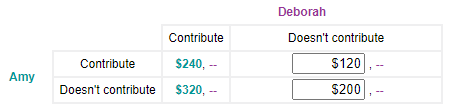 Deborah
Contribute Doesn't contribute
Contribute $240, -- $120 , --
Amy
Doesn't contribute $320, -- $200 , --